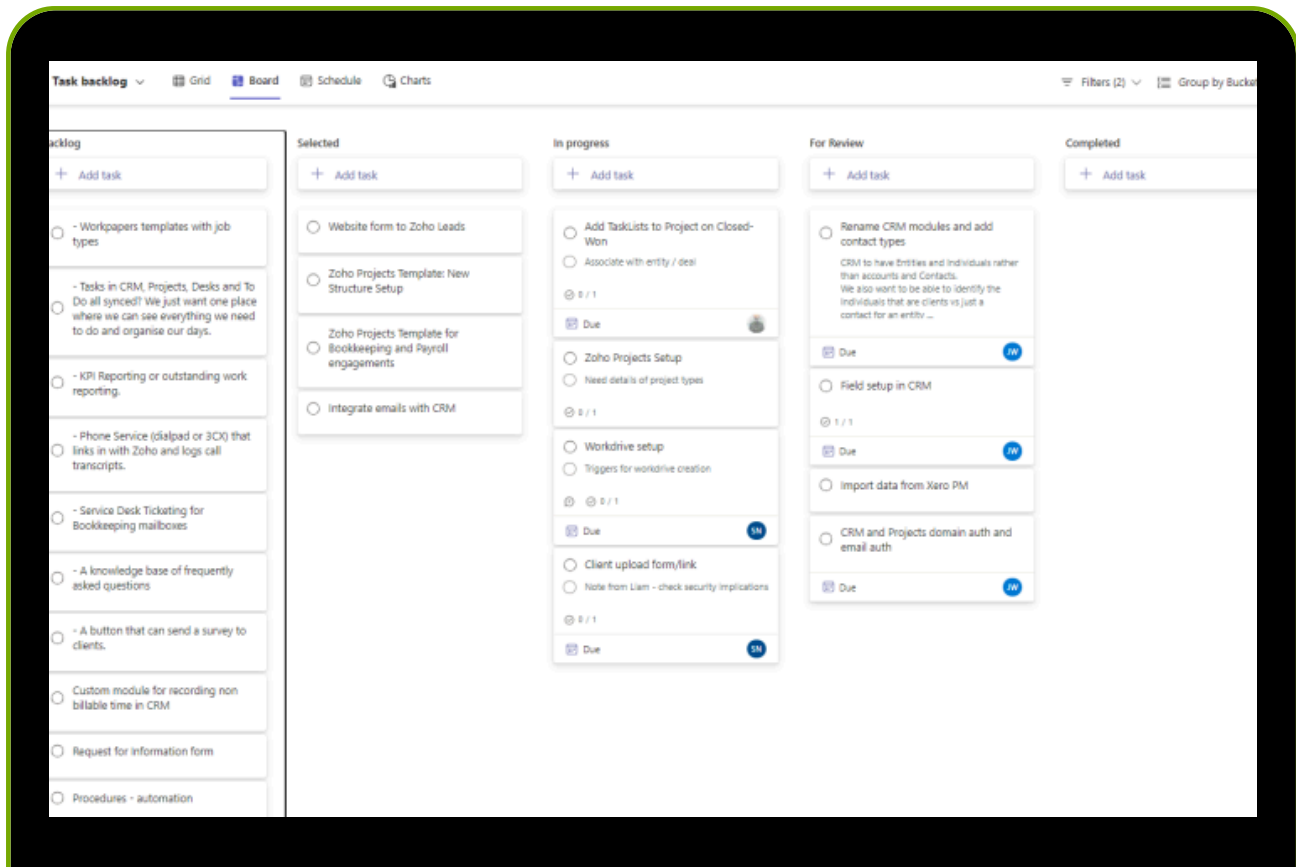 Task backlog
Grid
Board
Schedule
Charts
Filters (2)
Group by Bucket
acklog
Add task
- Workpapers templates with job
types
- Tasks in CRM, Projects, Desks and To
Do all synced? We just want one place
where we can see everything we need
to do and organise our days.
- KPI Reporting or outstanding work
reporting.
- Phone Service (dialpad or 3CX) that
links in with Zoho and logs call
transcripts.
- Service Desk Ticketing for
Bookkeeping mailboxes
- A knowledge base of frequently
asked questions
- A button that can send a survey to
clients.
Custom module for recording non
billable time in CRM
Request for information form
Procedures - automation
Selected
Add task
Website form to Zoho Leads
Zoho Projects Template: New
Structure Setup
Zoho Projects Template for
Bookkeeping and Payroll
engagements
Integrate emails with CRM
In progress
Add task
Add TaskLists to Project on Closed-
Won
Associate with entity / deal
0 / 1
Due
Zoho Projects Setup
Need details of project types
0 / 1
Workdrive setup
Triggers for workdrive creation
0 / 1
Due
SN
Client upload form/link
Note from Liam - check security implications
0 / 1
Due
SN
For Review
Add task
Rename CRM modules and add
contact types
CRM to have Entities and Individuals rather
than accounts and Contacts.
We also want to be able to identify the
Individuals that are clients vs just a
contact for an entity ...
Due
JW
Field setup in CRM
1 / 1
Due
JW
Import data from Xero PM
CRM and Projects domain auth and
email auth
Due
JW
Completed
Add task